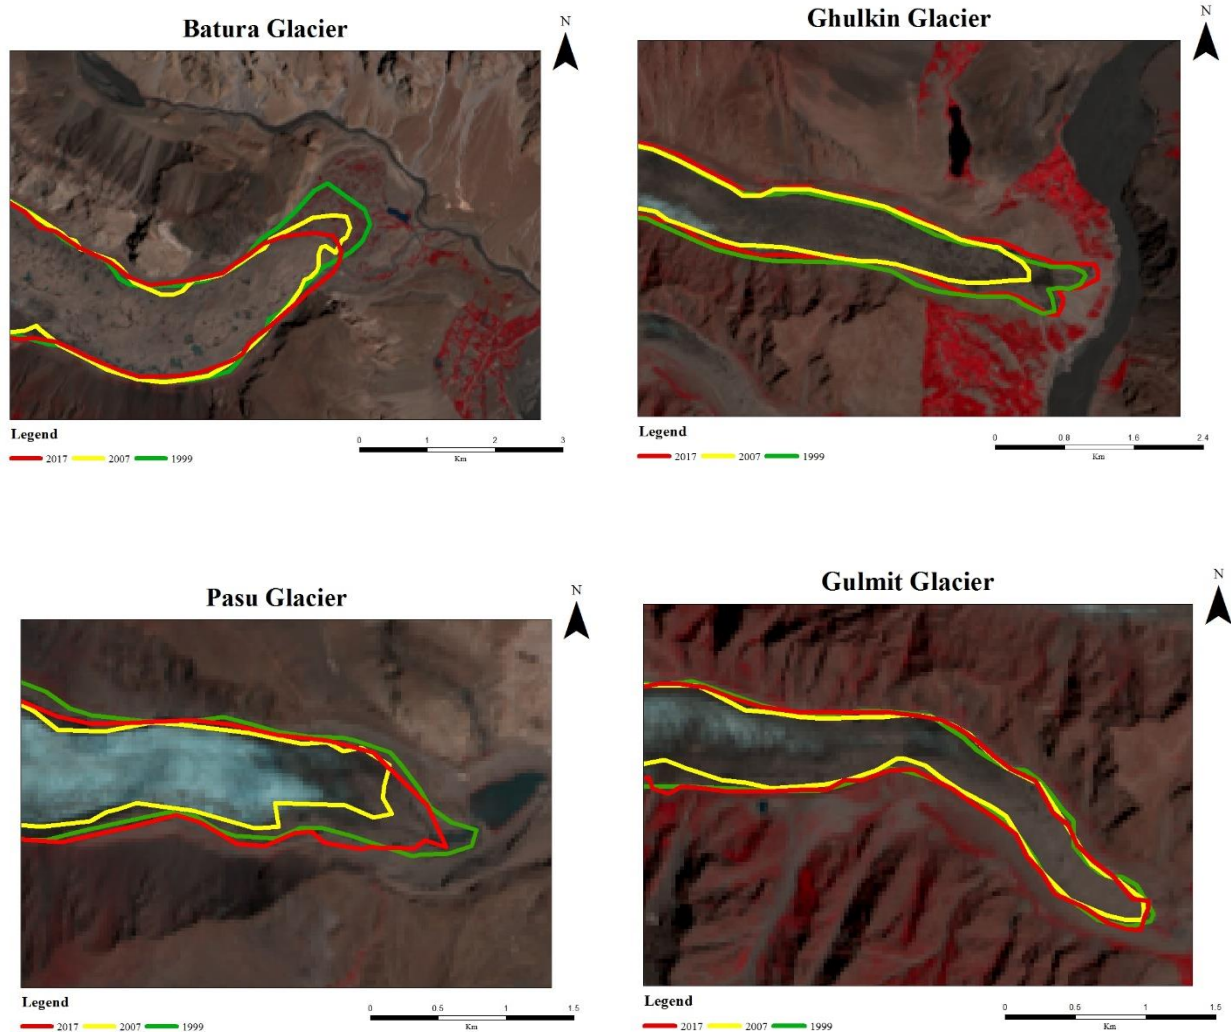 Batura Glacier
N
Legend
2017 2007 1999
0 1 2 3
Km
Ghulkin Glacier
N
Legend
2017 2007 1999
0 0.8 1.6 2.4
Km
Pasu Glacier
N
Legend
2017 2007 1999
0 0.5 1 1.5
Km
Gulmit Glacier
N
Legend
2017 2007 1999
0 0.5 1 1.5
Km